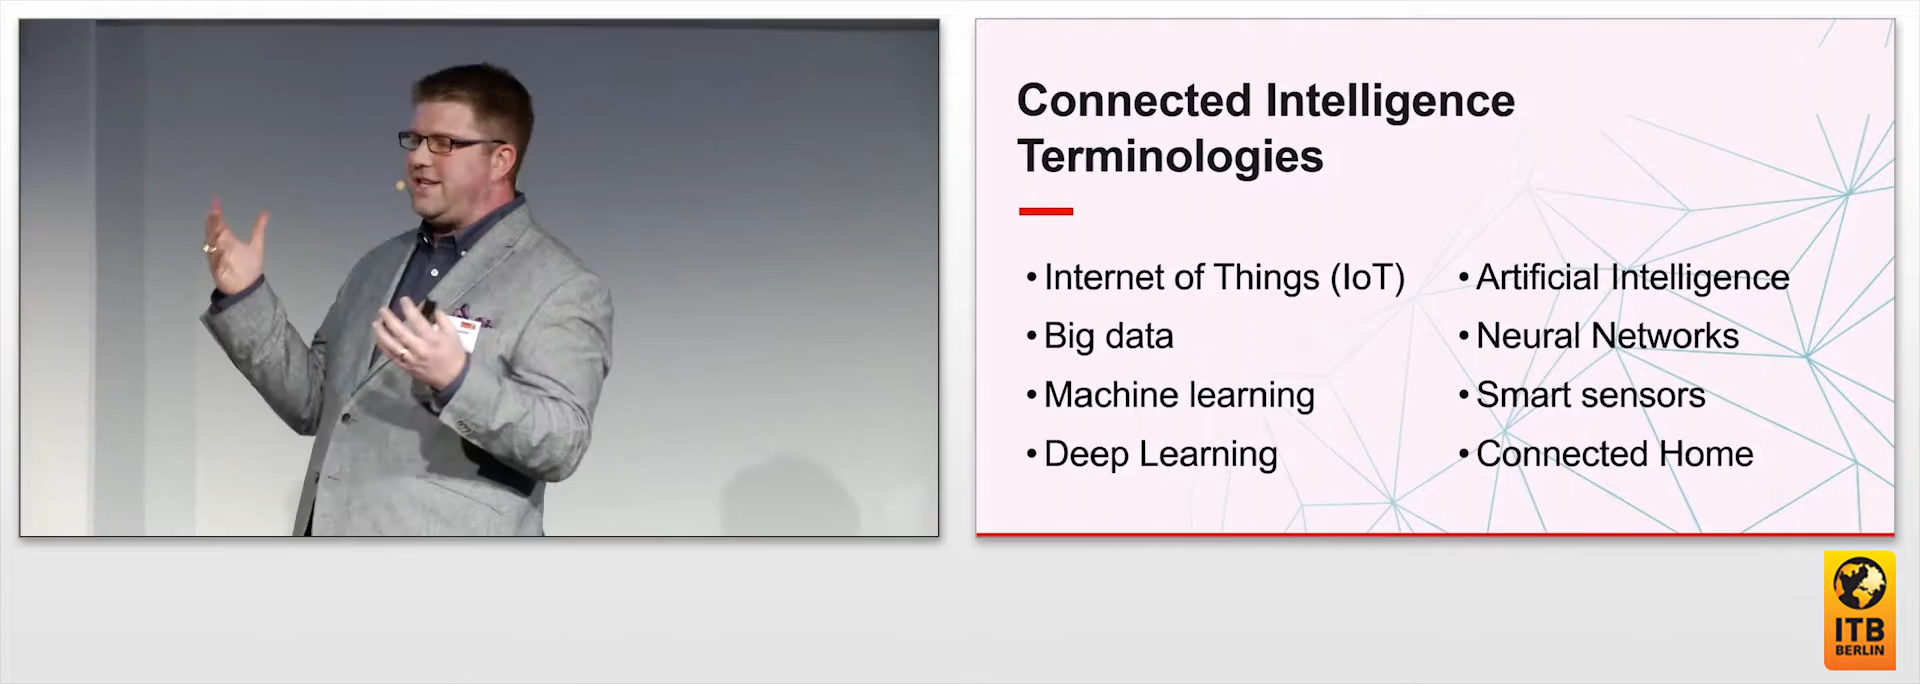 Connected Intelligence
Terminologies
• Internet of Things (IoT)
• Big data
• Machine learning
• Deep Learning
• Artificial Intelligence
• Neural Networks
• Smart sensors
• Connected Home
ITB
BERLIN